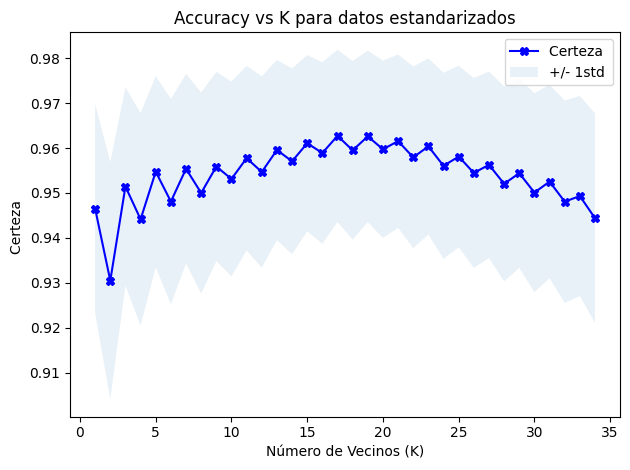 Accuracy vs K para datos estandarizados
Certeza
+/- 1std
Certeza
0.98
0.97
0.96
0.95
0.94
0.93
0.92
0.91
0 5 10 15 20 25 30 35
Número de Vecinos (K)